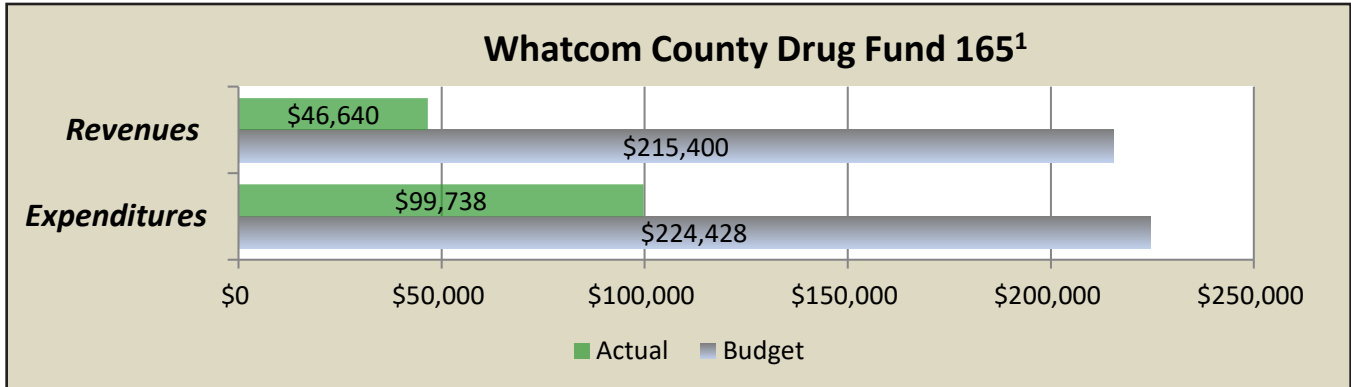 Whatcom County Drug Fund 165¹
Revenues
$46,640
$215,400
Expenditures
$99,738
$224,428
$0 $50,000 $100,000 $150,000 $200,000 $250,000
Actual Budget